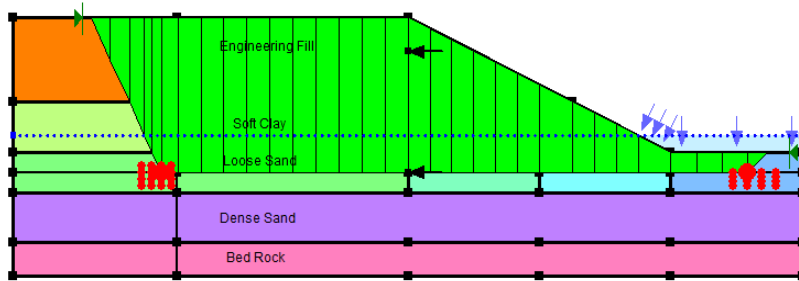 Engineering Fill
Soft Clay
Loose Sand
Dense Sand
Bed Rock